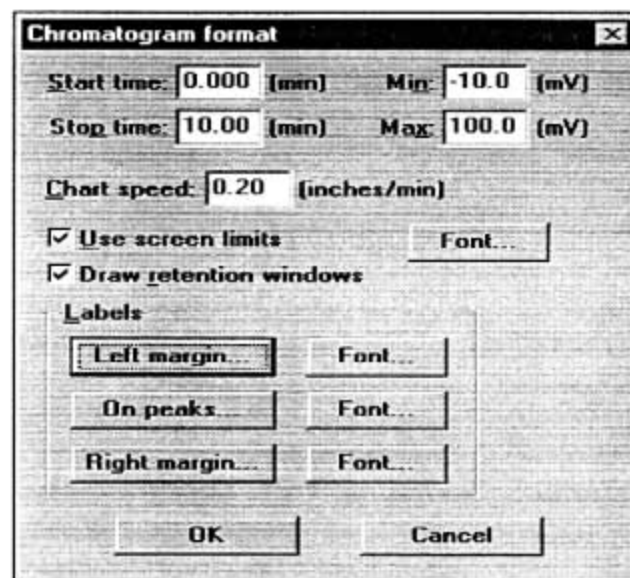 Chromatogram format
Start time: 0.000 (min) Min: -10.0 (mV)
Stop time: 10.00 (min) Max: 100.0 (mV)
Chart speed: 0.20 (inches/min)
Use screen limits Font...
Draw retention windows
Labels
Left margin... Font...
On peaks... Font...
Right margin... Font...
OK Cancel